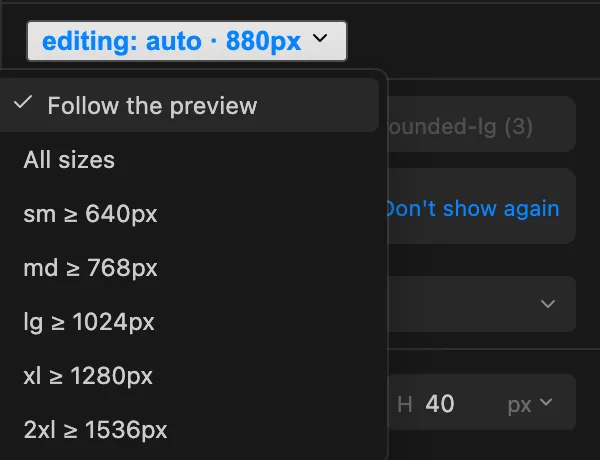 editing: auto · 880px
Follow the preview
ounded-lg (3)
All sizes
Don't show again
sm ≥ 640px
md ≥ 768px
lg ≥ 1024px
xl ≥ 1280px
H 40 px
2xl ≥ 1536px